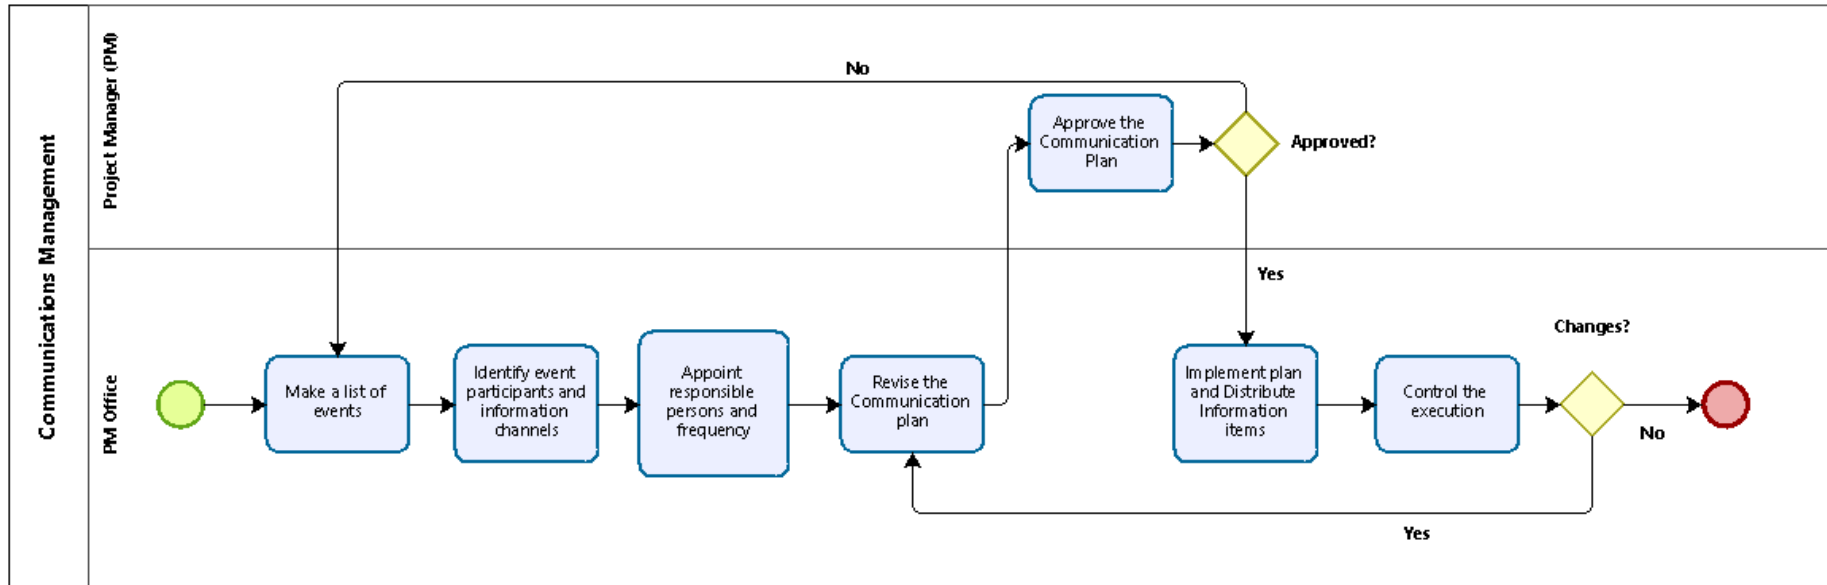 Communications Management
Project Manager (PM)
No
Approve the
Communication
Plan
Approved?
PM Office
Yes
Changes?
Make a list of
events
Identify event
participants and
information
channels
Appoint
responsible
persons and
frequency
Revise the
Communication
plan
Implement plan
and Distribute
Information
items
Control the
execution
No
Yes